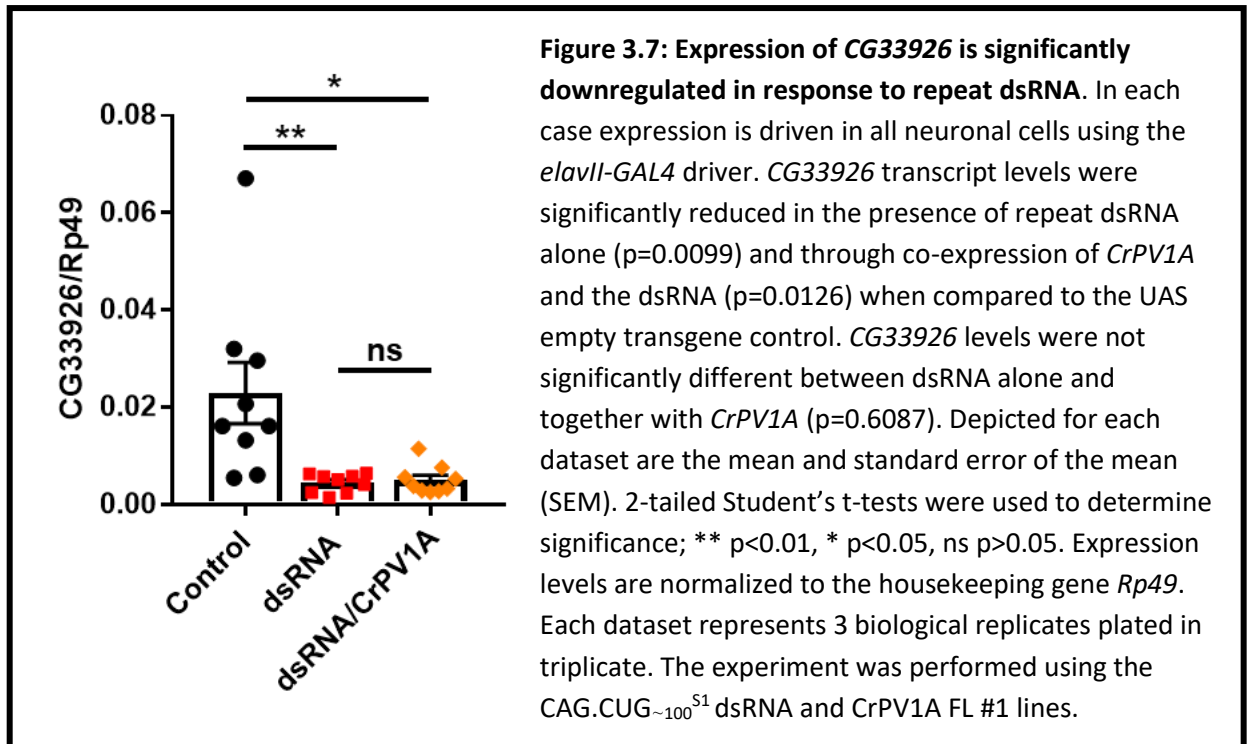 *
**
ns
CG33926/Rp49
0.08
0.06
0.04
0.02
0.00
Control
dsRNA
dsRNA/CrPV1A
Figure 3.7: Expression of CG33926 is significantly
downregulated in response to repeat dsRNA. In each
case expression is driven in all neuronal cells using the
elavII-GAL4 driver. CG33926 transcript levels were
significantly reduced in the presence of repeat dsRNA
alone (p=0.0099) and through co-expression of CrPV1A
and the dsRNA (p=0.0126) when compared to the UAS
empty transgene control. CG33926 levels were not
significantly different between dsRNA alone and
together with CrPV1A (p=0.6087). Depicted for each
dataset are the mean and standard error of the mean
(SEM). 2-tailed Student’s t-tests were used to determine
significance; ** p<0.01, * p<0.05, ns p>0.05. Expression
levels are normalized to the housekeeping gene Rp49.
Each dataset represents 3 biological replicates plated in
triplicate. The experiment was performed using the
CAG.CUG~100S1 dsRNA and CrPV1A FL #1 lines.